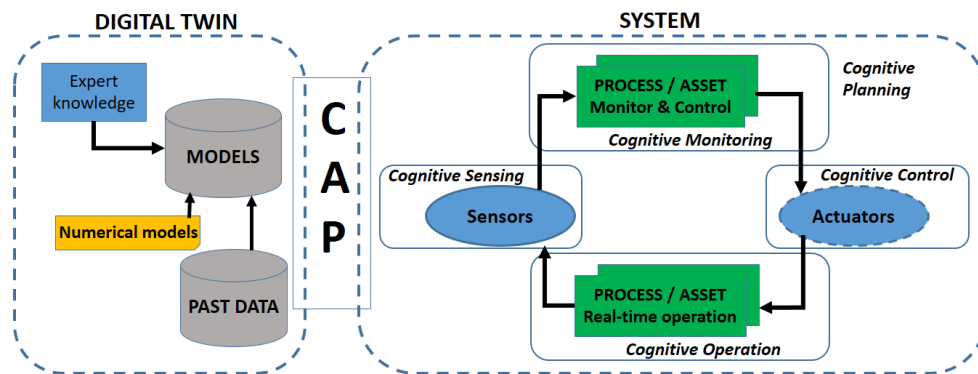 DIGITAL TWIN
Expert
knowledge
MODELS
Numerical models
PAST DATA
C
A
P
SYSTEM
PROCESS / ASSET
Monitor & Control
Cognitive Monitoring
Cognitive
Planning
Cognitive Sensing
Sensors
Cognitive Control
Actuators
PROCESS / ASSET
Real-time operation
Cognitive Operation